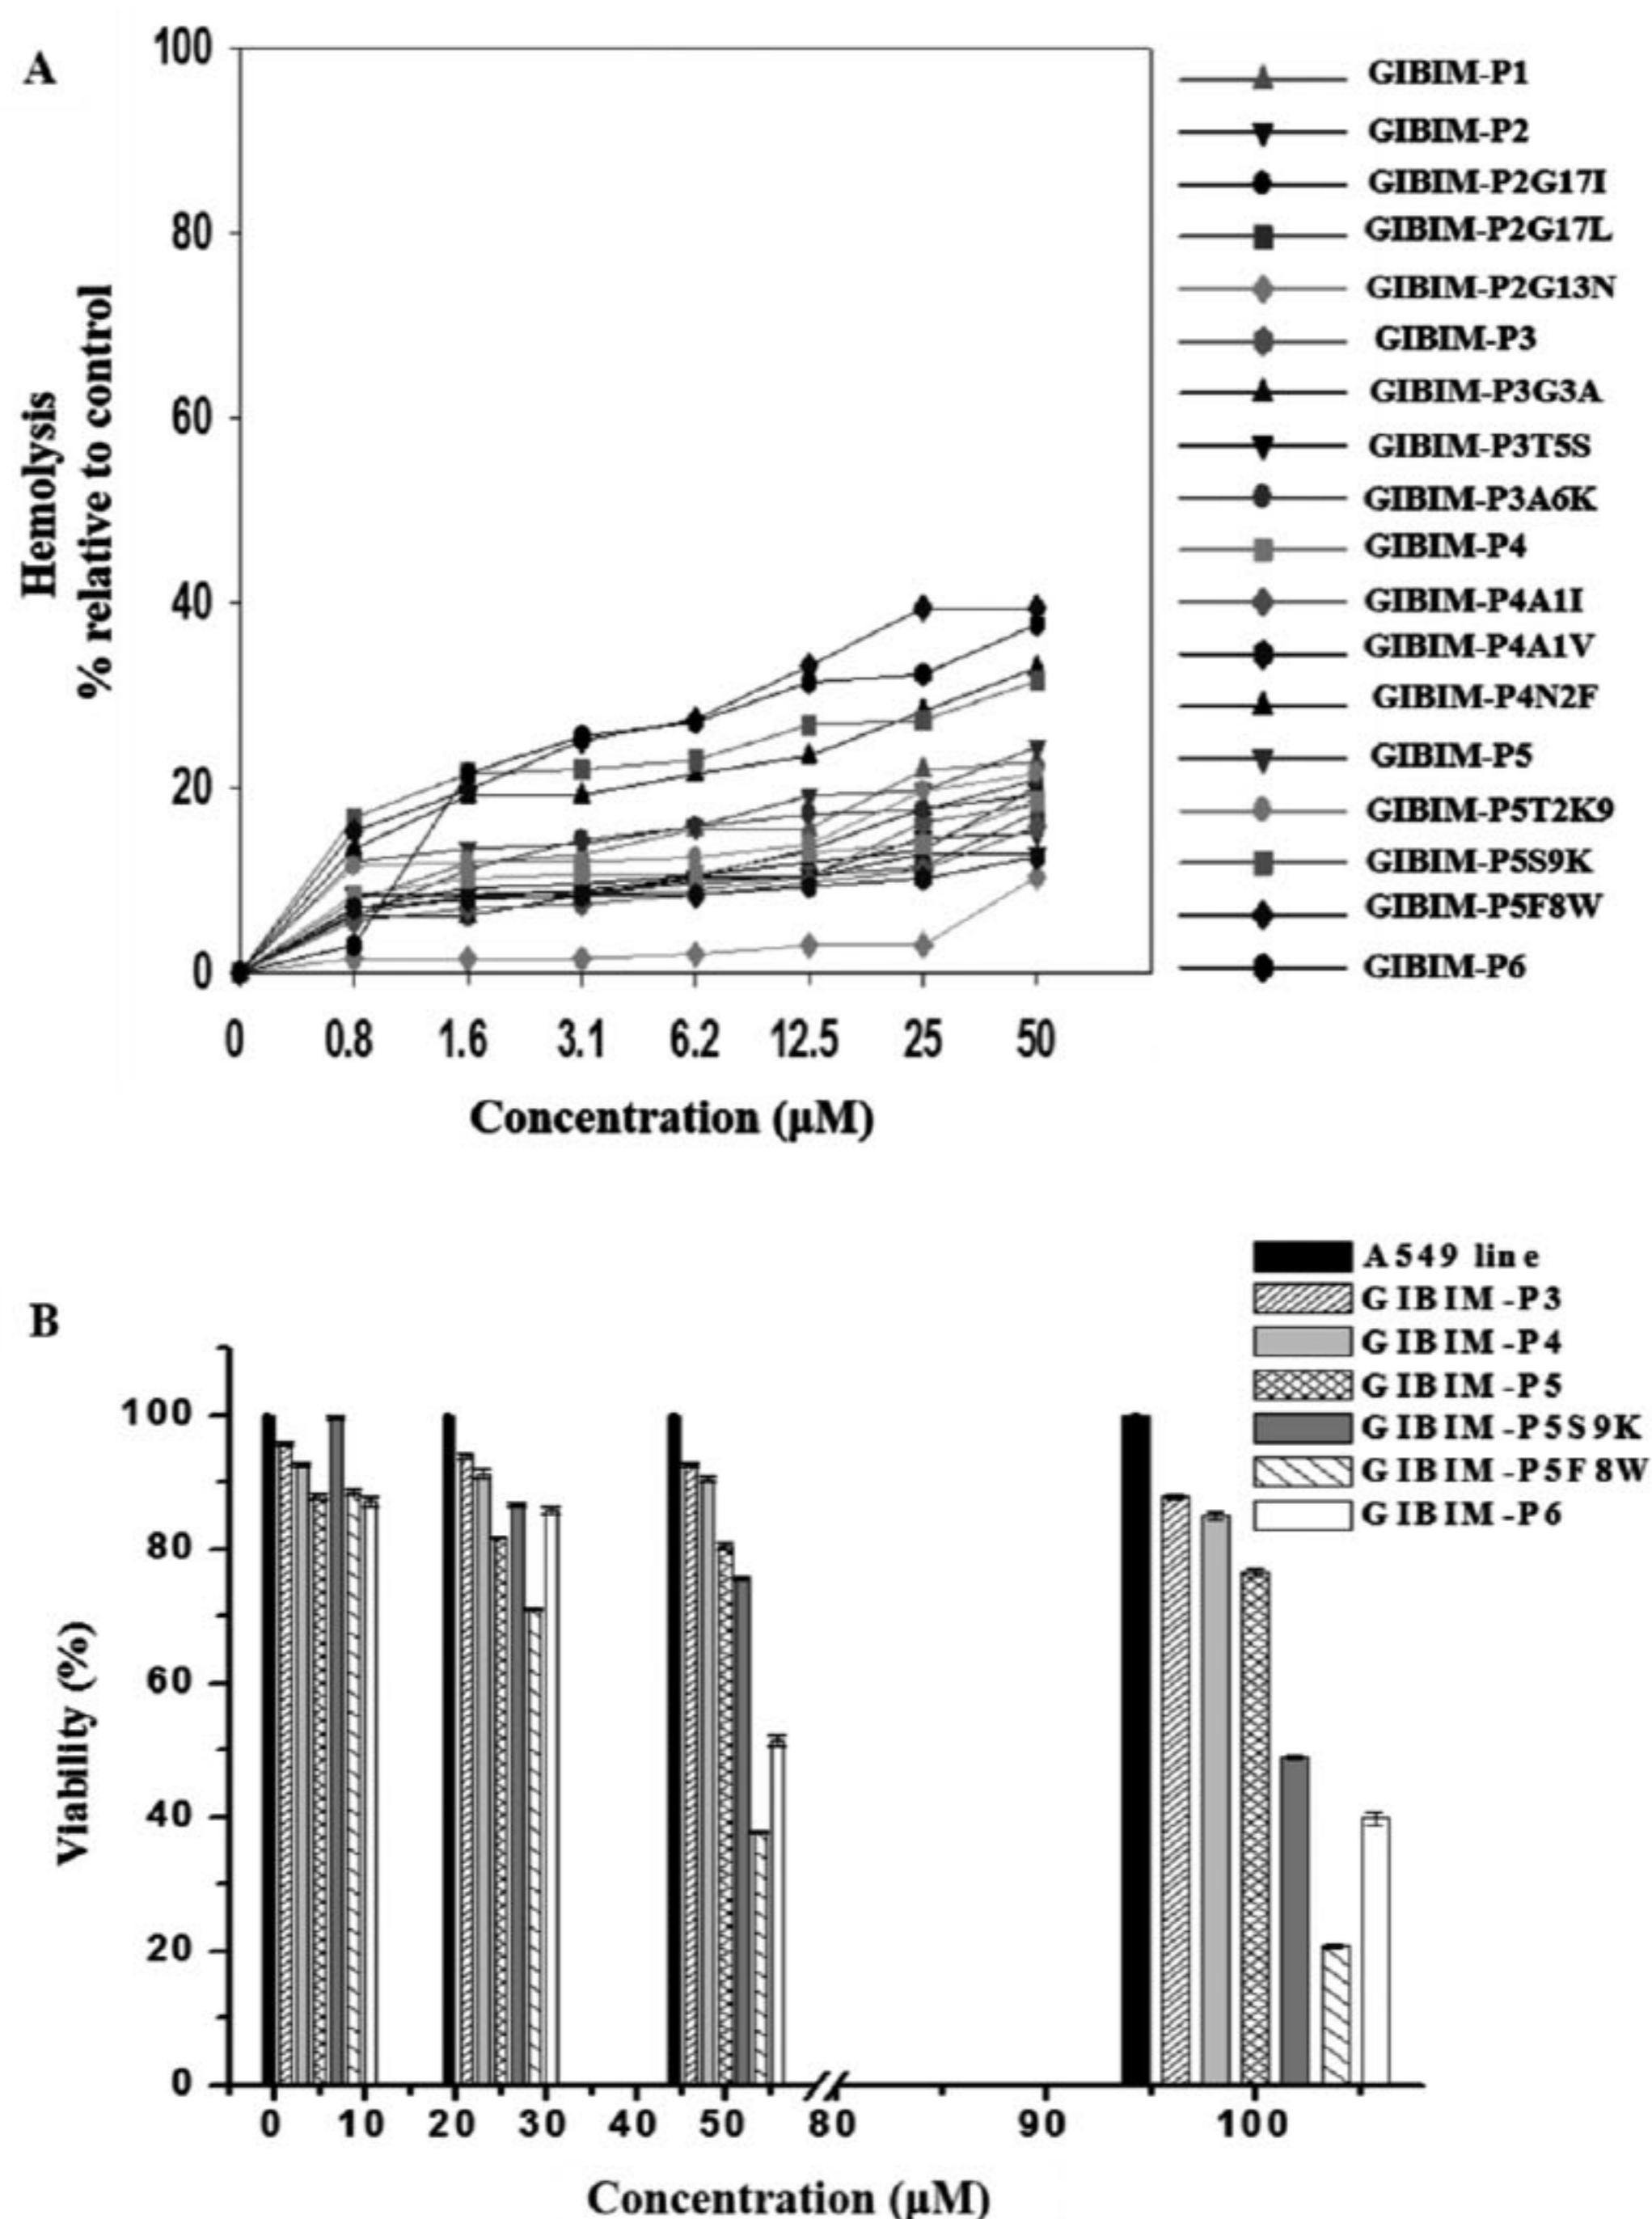 A
100
80
60
40
20
0
Hemolysis
% relative to control
0 0.8 1.6 3.1 6.2 12.5 25 50
Concentration (µM)
GIBIM-P1
GIBIM-P2
GIBIM-P2G17I
GIBIM-P2G17L
GIBIM-P2G13N
GIBIM-P3
GIBIM-P3G3A
GIBIM-P3T5S
GIBIM-P3A6K
GIBIM-P4
GIBIM-P4A1I
GIBIM-P4A1V
GIBIM-P4N2F
GIBIM-P5
GIBIM-P5T2K9
GIBIM-P5S9K
GIBIM-P5F8W
GIBIM-P6
B
A549 line
GIBIM-P3
GIBIM-P4
GIBIM-P5
GIBIM-P5S9K
GIBIM-P5F8W
GIBIM-P6
100
80
60
40
20
0
Viability (%)
0 10 20 30 40 50 80 90 100
Concentration (µM)